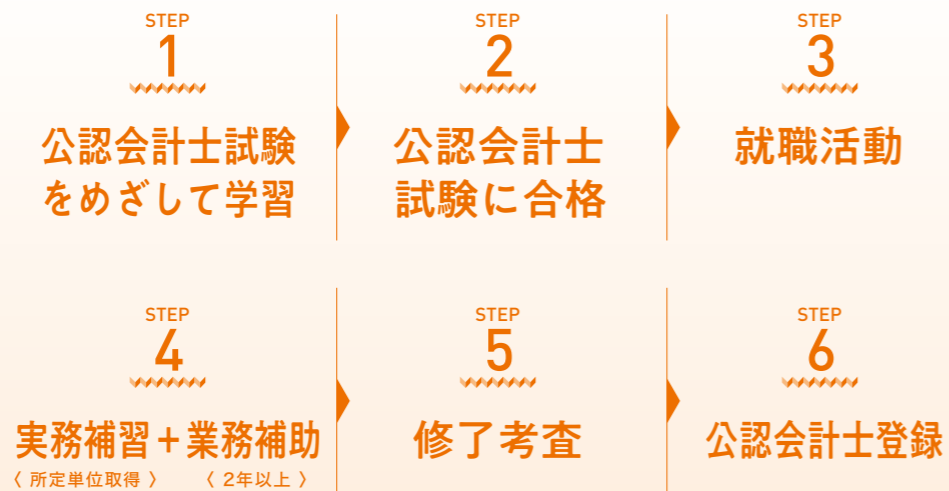 STEP
1
公認会計士試験
をめざして学習
STEP
2
公認会計士
試験に合格
STEP
3
就職活動
STEP
4
実務補習＋業務補助
〈 所定単位取得 〉 〈 2年以上 〉
STEP
5
修了考査
STEP
6
公認会計士登録